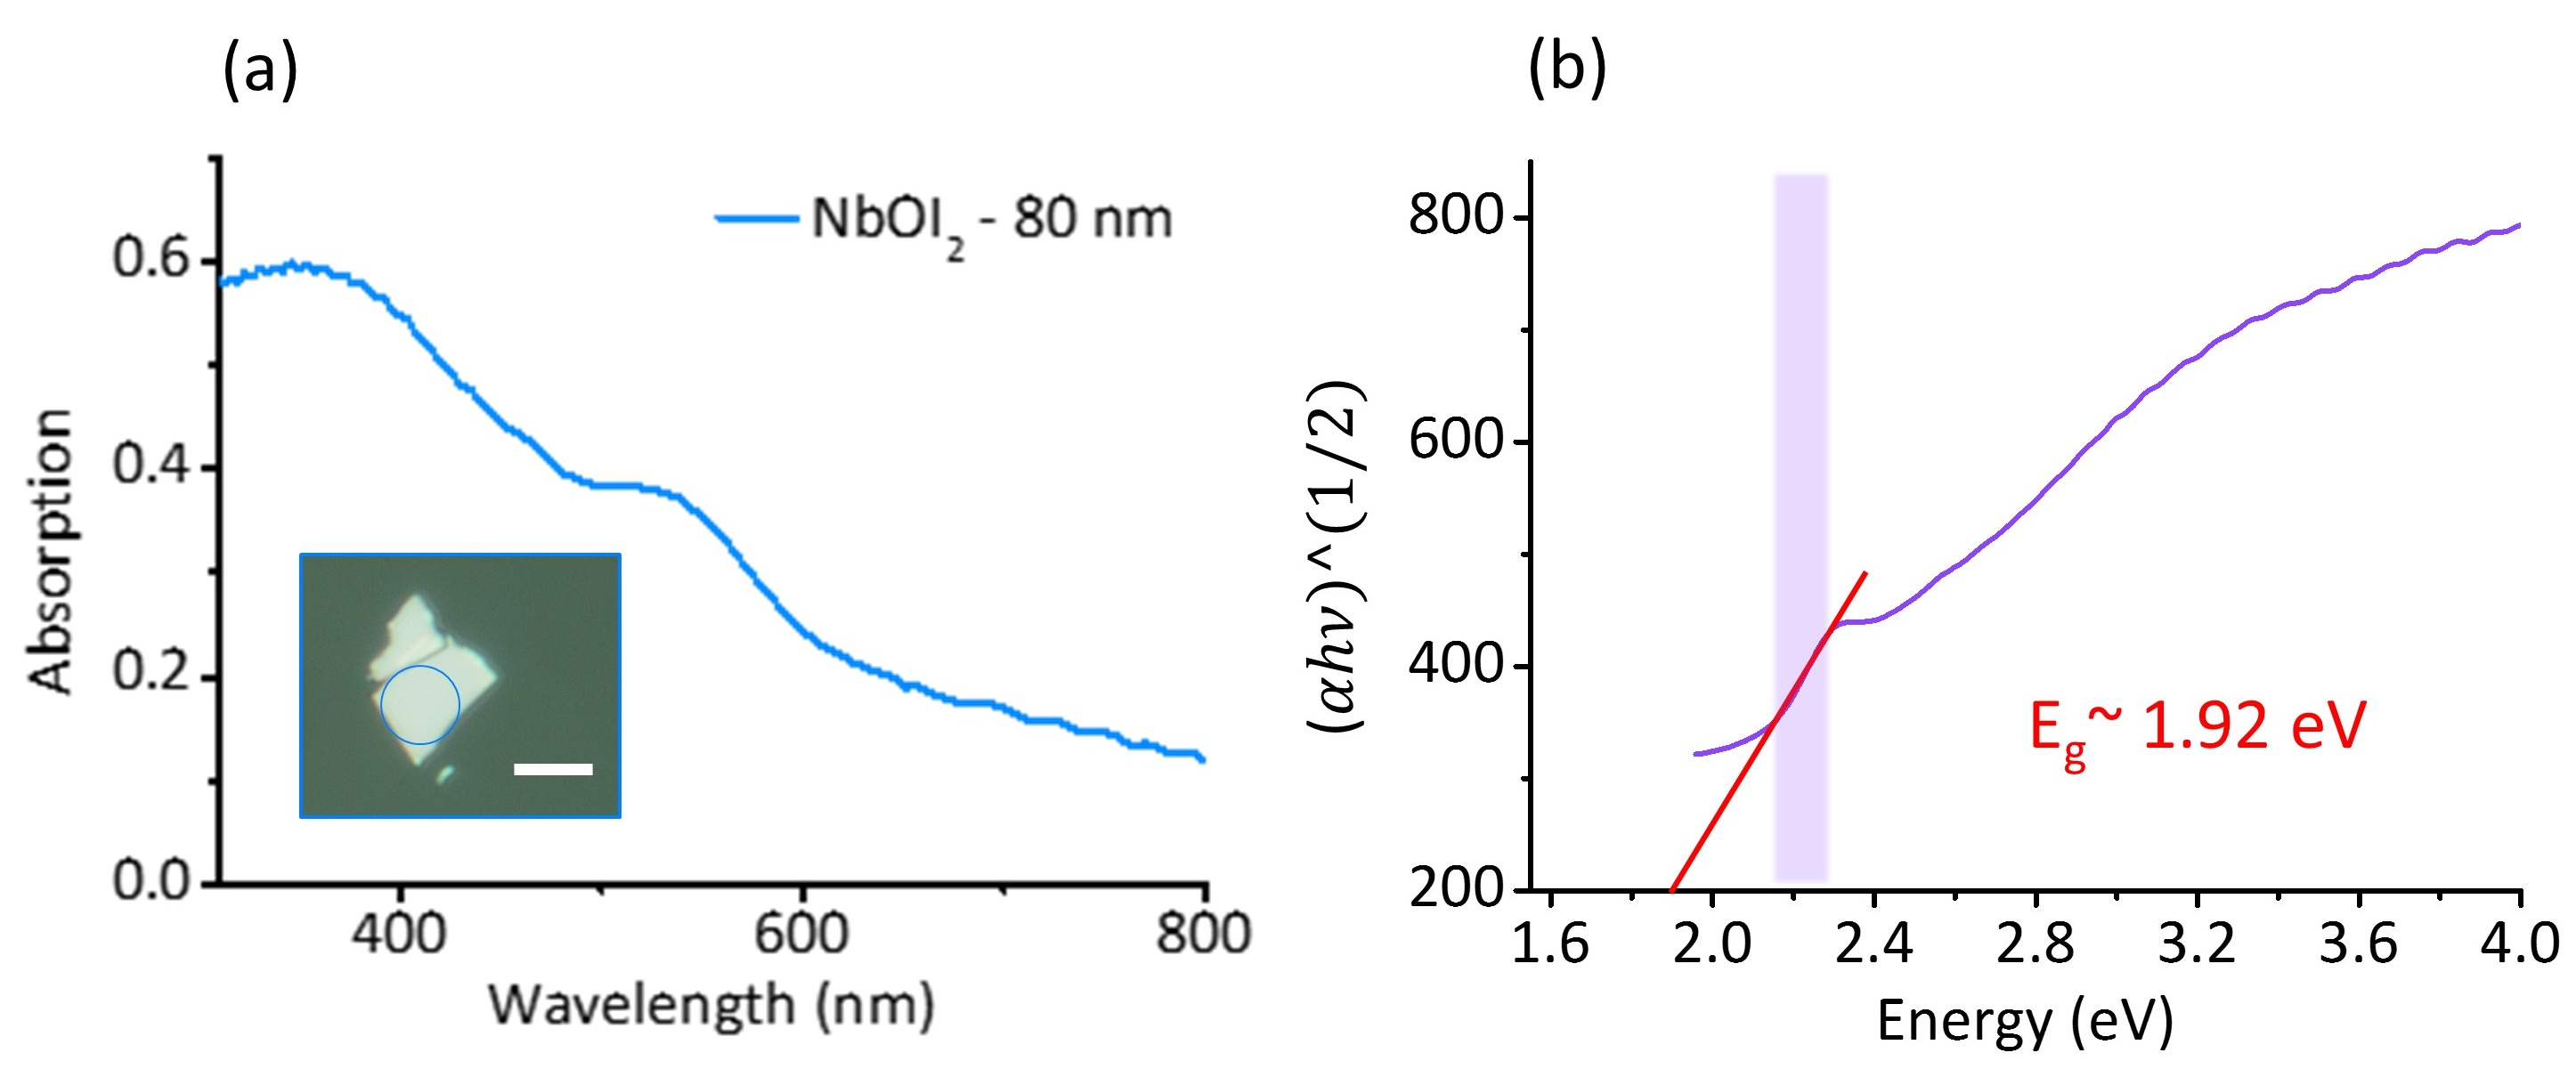 (a)
NbOI2 - 80 nm
Absorption
0.6
0.4
0.2
0.0
400 600 800
Wavelength (nm)
(b)
(αhν)^(1/2)
800
600
400
200
Eg~ 1.92 eV
1.6 2.0 2.4 2.8 3.2 3.6 4.0
Energy (eV)